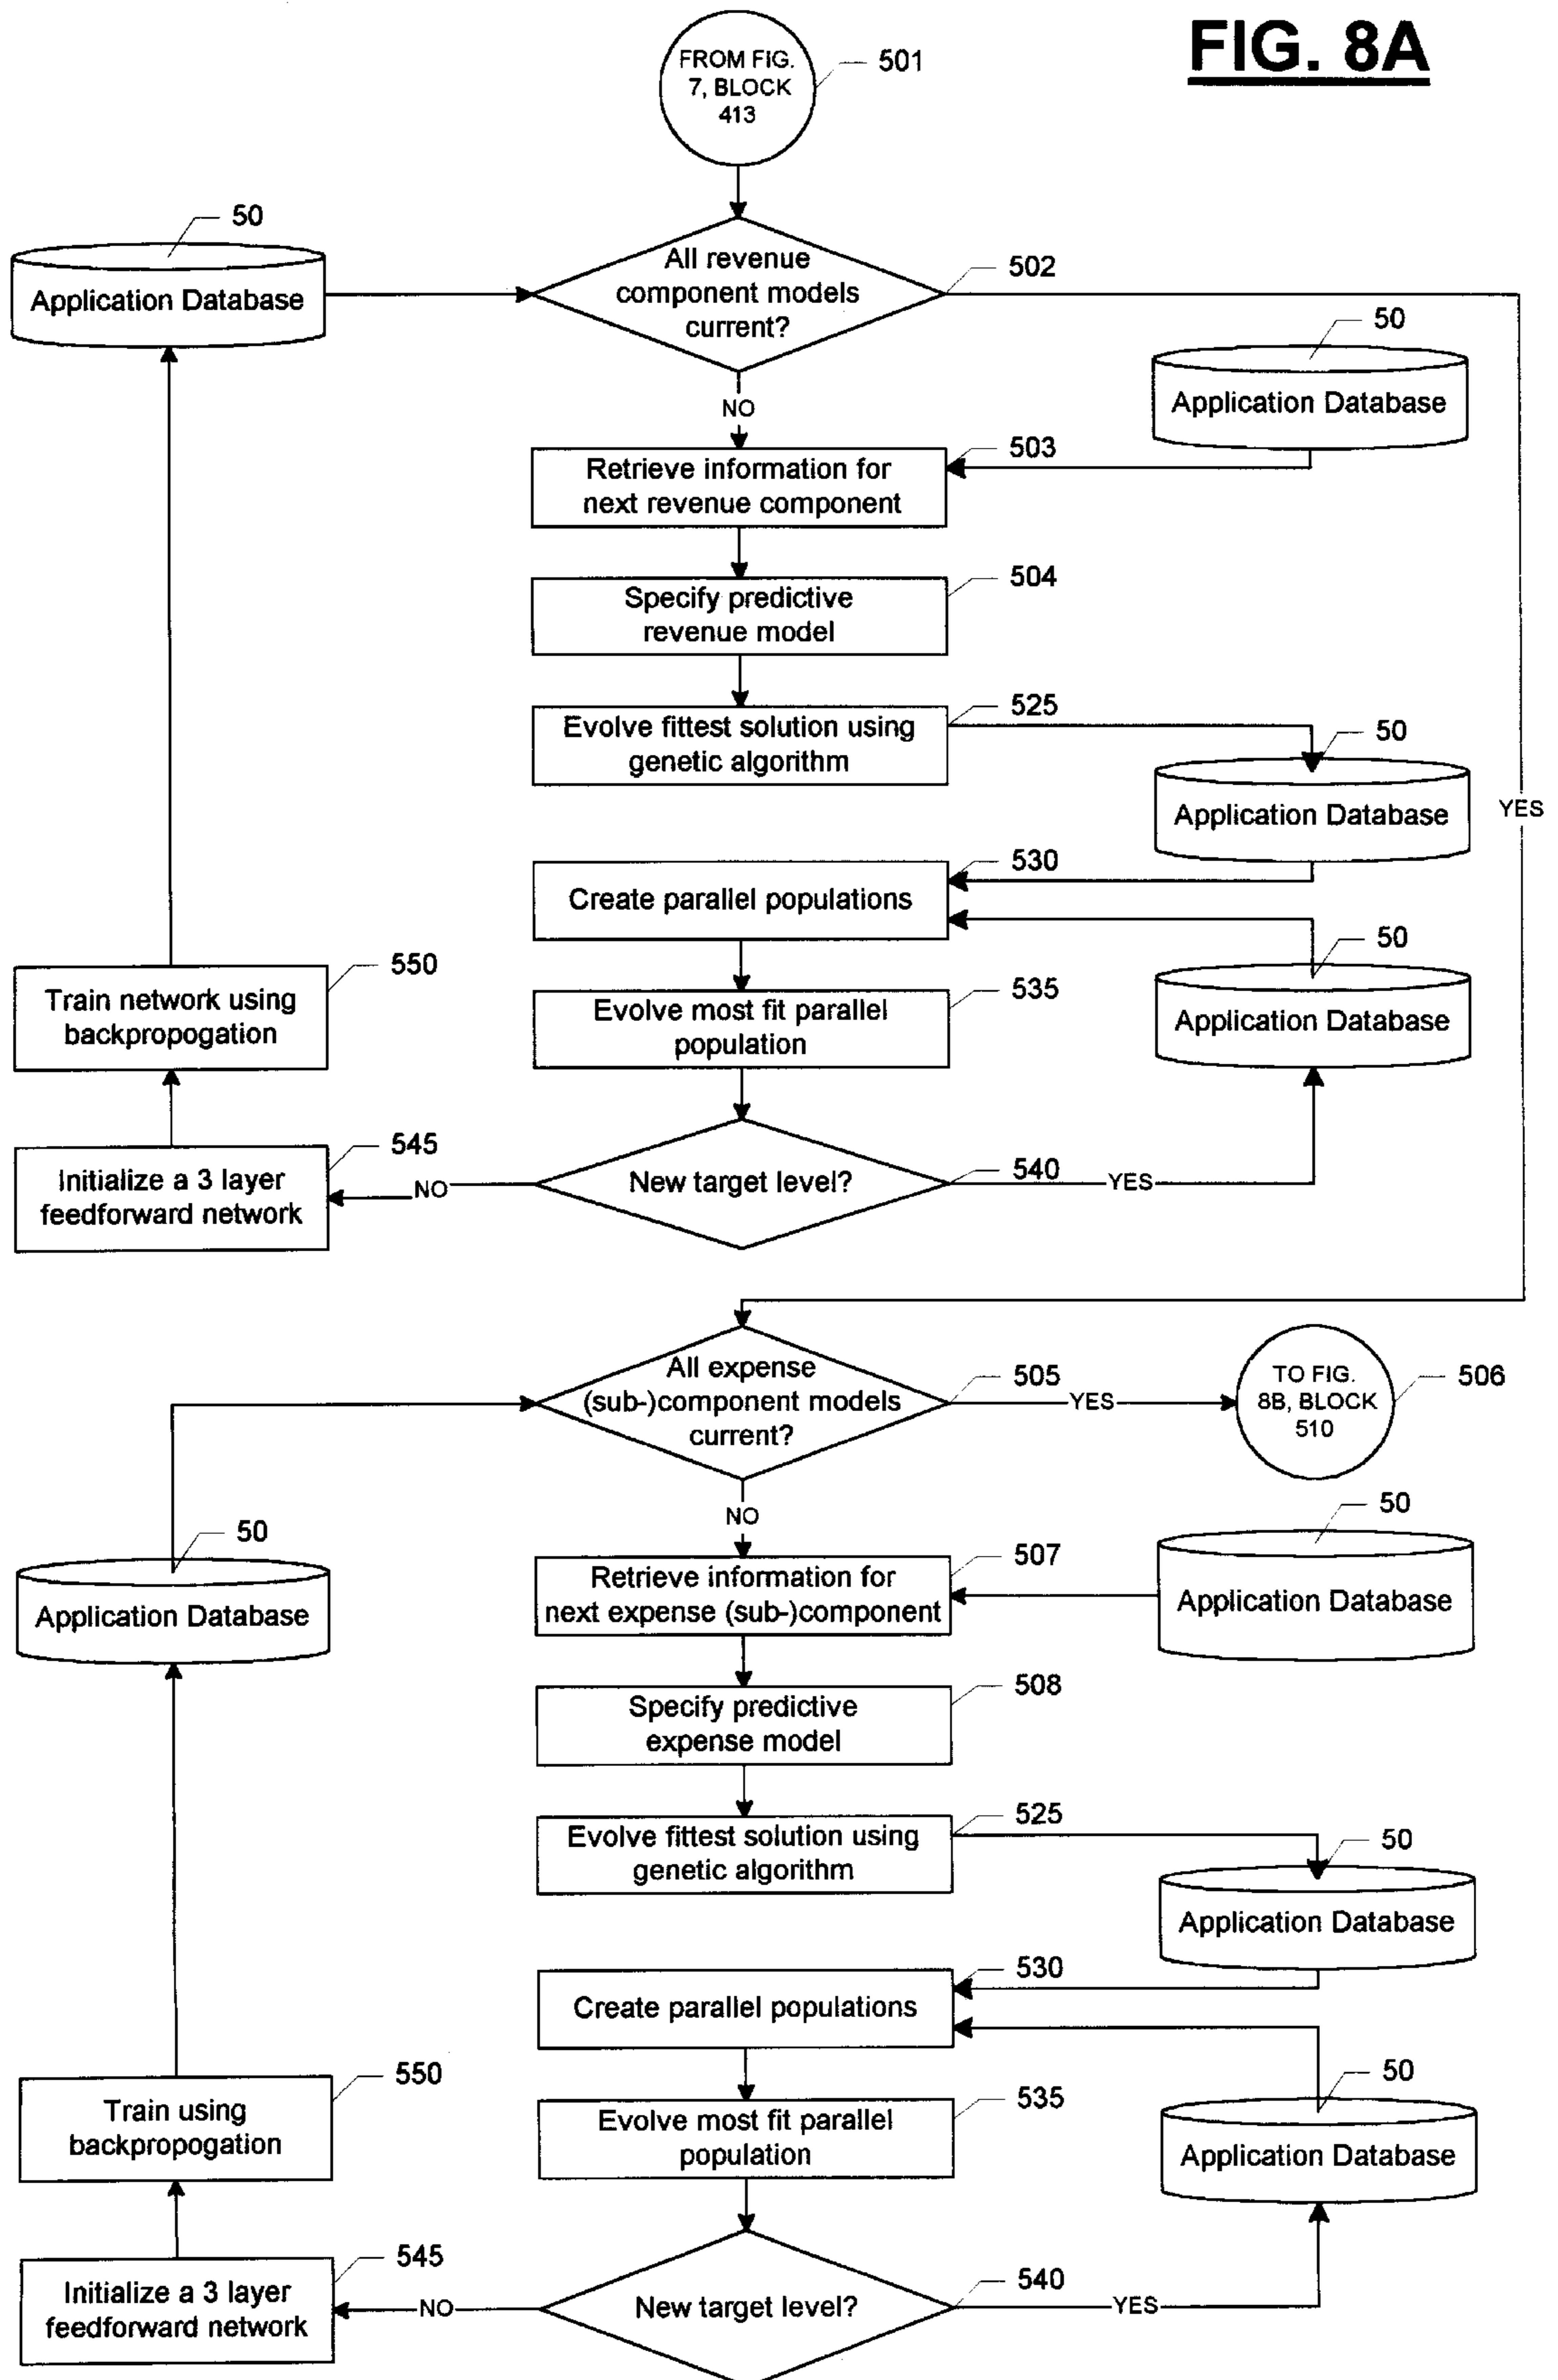 FIG. 8A
FROM FIG.
7, BLOCK
413
501
50
Application Database
All revenue
component models
current?
502
50
Application Database
NO
YES
503
Retrieve information for
next revenue component
504
Specify predictive
revenue model
525
Evolve fittest solution using
genetic algorithm
50
Application Database
530
Create parallel populations
50
Application Database
550
Train network using
backpropogation
535
Evolve most fit parallel
population
545
Initialize a 3 layer
feedforward network
NO
New target level?
540
YES
All expense
(sub-)component models
current?
505
YES
TO FIG.
8B, BLOCK
510
506
NO
50
Application Database
507
Retrieve information for
next expense (sub-)component
50
Application Database
508
Specify predictive
expense model
525
Evolve fittest solution using
genetic algorithm
50
Application Database
530
Create parallel populations
50
Application Database
550
Train using
backpropogation
535
Evolve most fit parallel
population
545
Initialize a 3 layer
feedforward network
NO
New target level?
540
YES